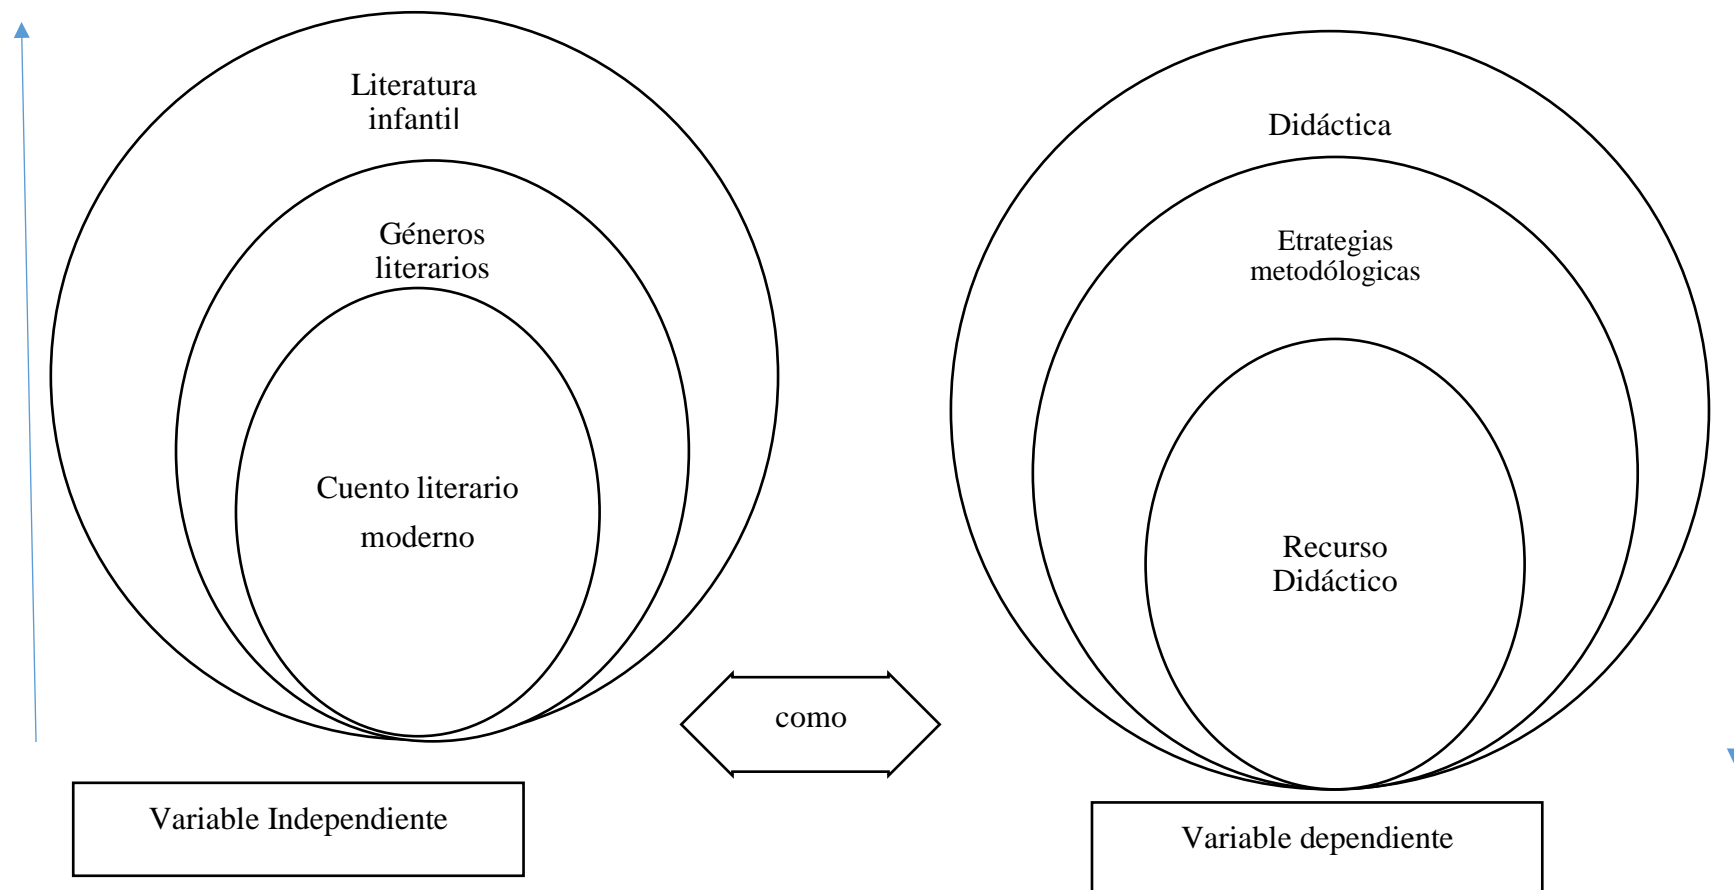 Literatura
infantil
Géneros
literarios
Cuento literario
moderno
Variable Independiente
como
Didáctica
Etrategias
metodólogicas
Recurso
Didáctico
Variable dependiente